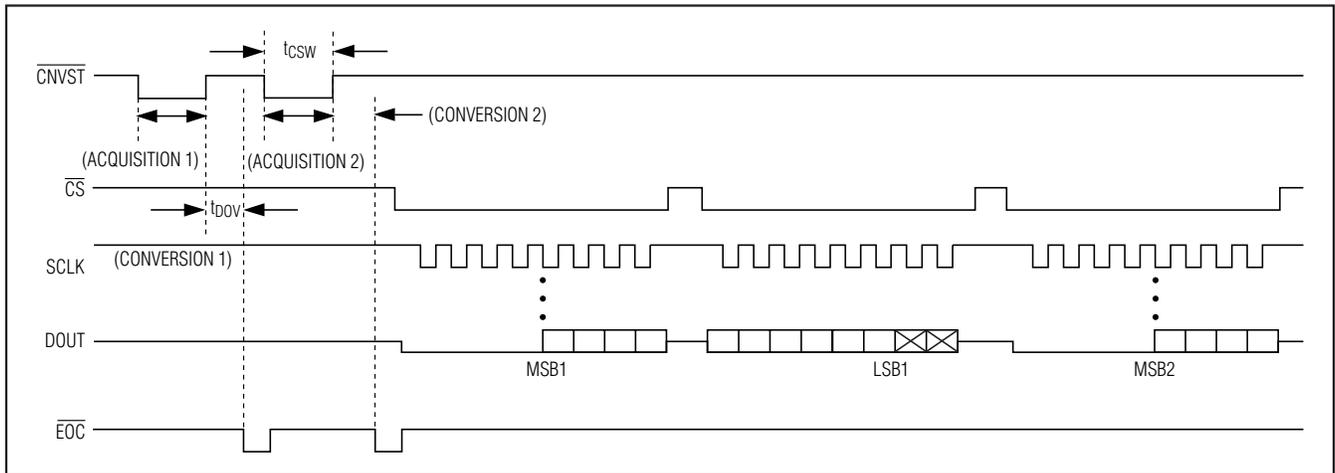 tCSW
CNVST
(CONVERSION 2)
(ACQUISITION 1)
(ACQUISITION 2)
CS
tDOV
(CONVERSION 1)
SCLK
DOUT
MSB1
LSB1
MSB2
EOC